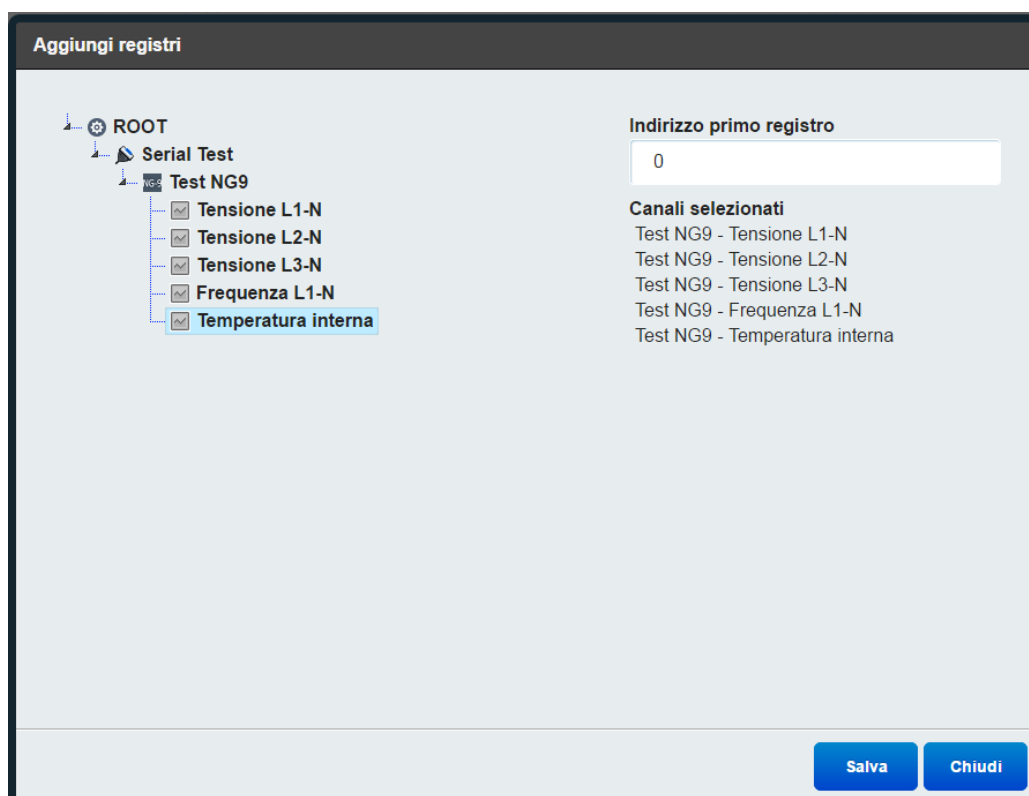 Aggiungi registri
ROOT
Serial Test
NG-9 Test NG9
Tensione L1-N
Tensione L2-N
Tensione L3-N
Frequenza L1-N
Temperatura interna
Indirizzo primo registro
0
Canali selezionati
Test NG9 - Tensione L1-N
Test NG9 - Tensione L2-N
Test NG9 - Tensione L3-N
Test NG9 - Frequenza L1-N
Test NG9 - Temperatura interna
Salva Chiudi